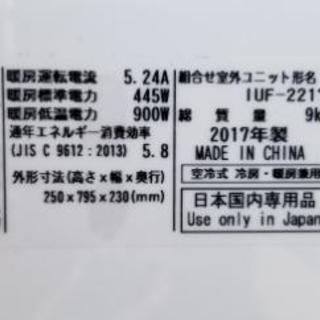 暖房運転電流 5.24A
暖房標準電力 445W
暖房低温電力 900W
通年エネルギー消費効率
(JIS C 9612:2013) 5.8
外形寸法(高さ×幅×奥行)
250×795×230(mm)
組合せ室外ユニット形名
IUF-221
総質量 9k
2017年製
MADE IN CHINA
空冷式 冷房・暖房兼用
日本国内専用品
Use only in Japan